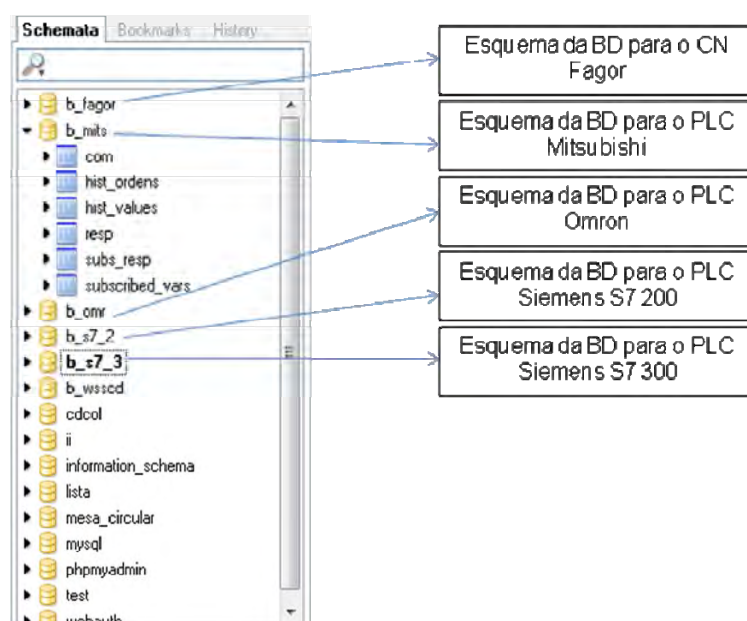 Schemata Bookmarks History
b_fagor
b_mits
com
hist_ordens
hist_values
resp
subs_resp
subscribed_vars
b_omr
b_s7_2
b_s7_3
b_wsscd
cdcol
ii
information_schema
lista
mesa_circular
mysql
phpmyadmin
test
webauth
Esquema da BD para o CN
Fagor
Esquema da BD para o PLC
Mitsubishi
Esquema da BD para o PLC
Omron
Esquema da BD para o PLC
Siemens S7 200
Esquema da BD para o PLC
Siemens S7 300